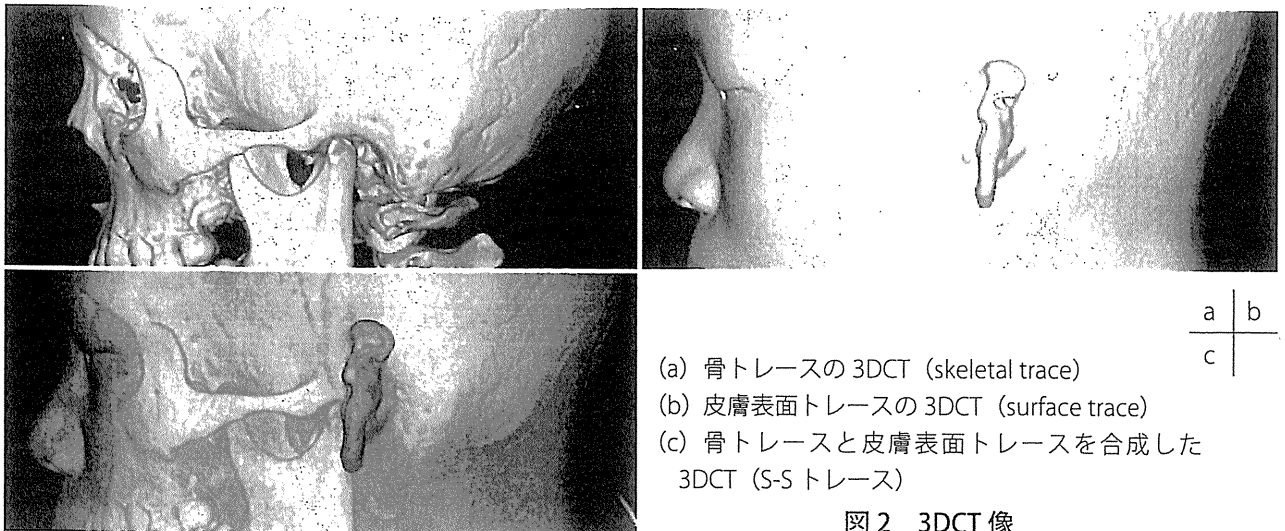 a b
c
(a) 骨トレースの 3DCT (skeletal trace)
(b) 皮膚表面トレースの 3DCT (surface trace)
(c) 骨トレースと皮膚表面トレースを合成した
3DCT (S-S トレース)
図 2 3DCT 像